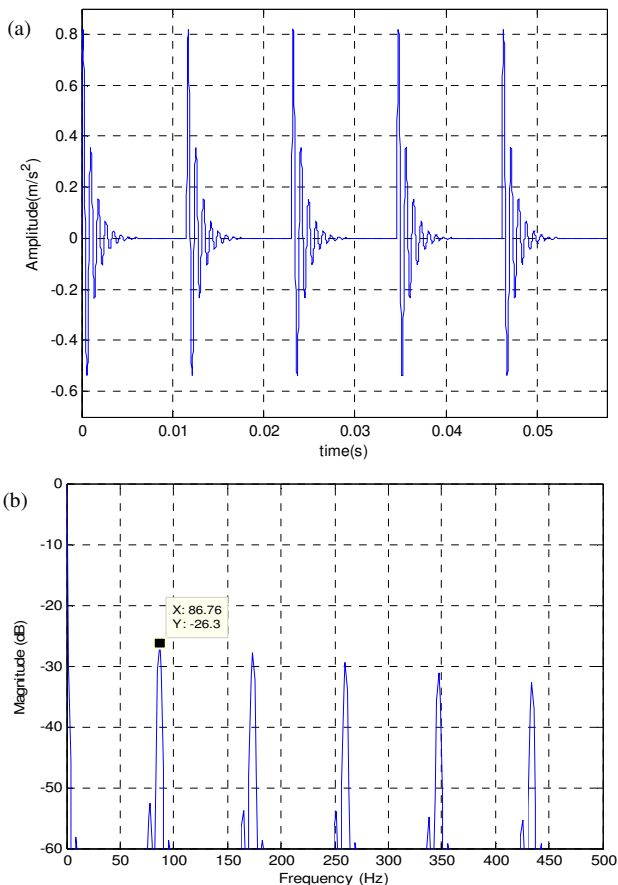 (a)
Amplitude(m/s²)
0.8
0.6
0.4
0.2
0
-0.2
-0.4
-0.6
0 0.01 0.02 0.03 0.04 0.05
time(s)
(b)
Magnitude (dB)
0
-10
-20
-30
-40
-50
-60
X: 86.76
Y: -26.3
0 50 100 150 200 250 300 350 400 450 500
Frequency (Hz)